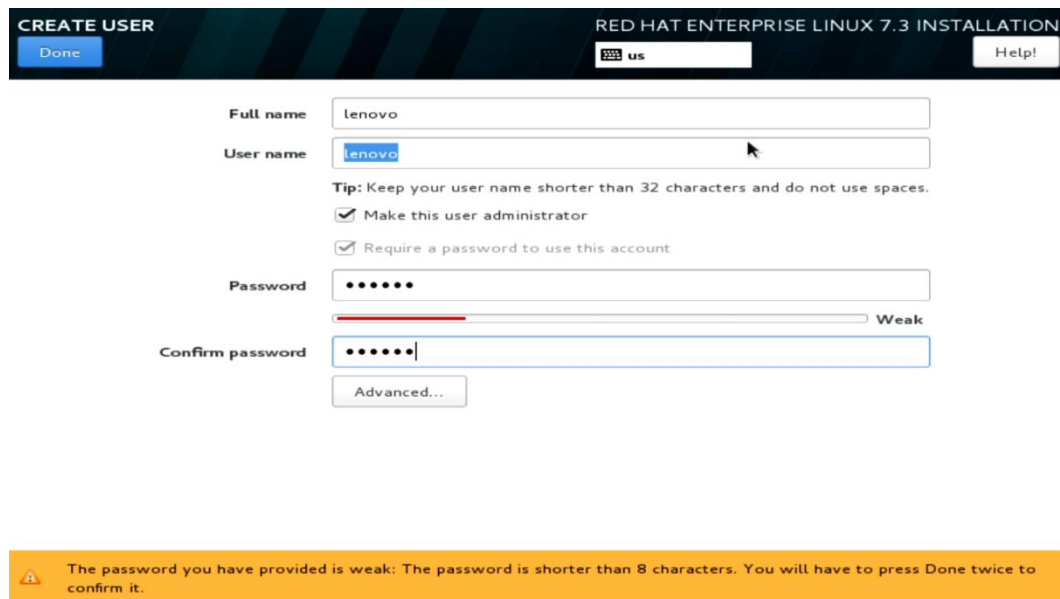 CREATE USER
RED HAT ENTERPRISE LINUX 7.3 INSTALLATION
Done
us
Help!
Full name
lenovo
User name
lenovo
Tip: Keep your user name shorter than 32 characters and do not use spaces.
Make this user administrator
Require a password to use this account
Password
••••••
Weak
Confirm password
••••••
Advanced...
The password you have provided is weak: The password is shorter than 8 characters. You will have to press Done twice to
confirm it.